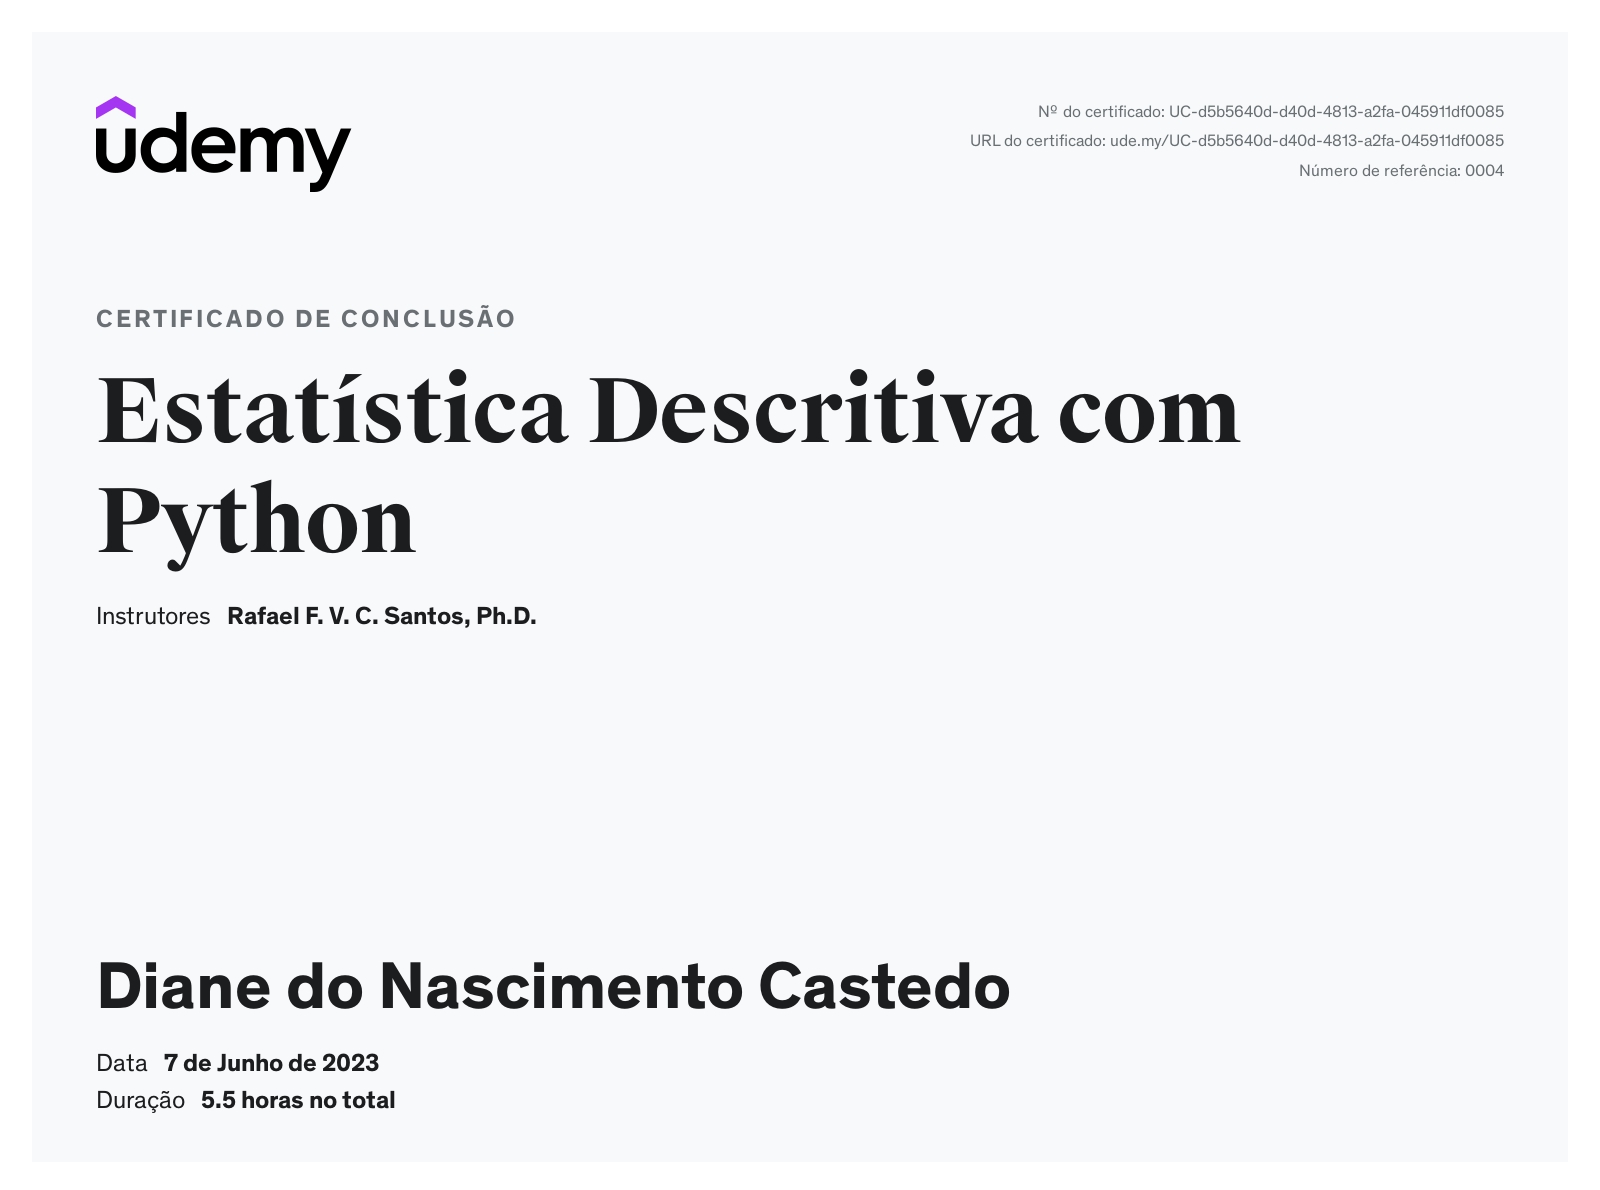 udemy
Nº do certificado: UC-d5b5640d-d40d-4813-a2fa-045911df0085
URL do certificado: ude.my/UC-d5b5640d-d40d-4813-a2fa-045911df0085
Número de referência: 0004
CERTIFICADO DE CONCLUSÃO
Estatística Descritiva com
Python
Instrutores Rafael F. V. C. Santos, Ph.D.
Diane do Nascimento Castedo
Data 7 de Junho de 2023
Duração 5.5 horas no total